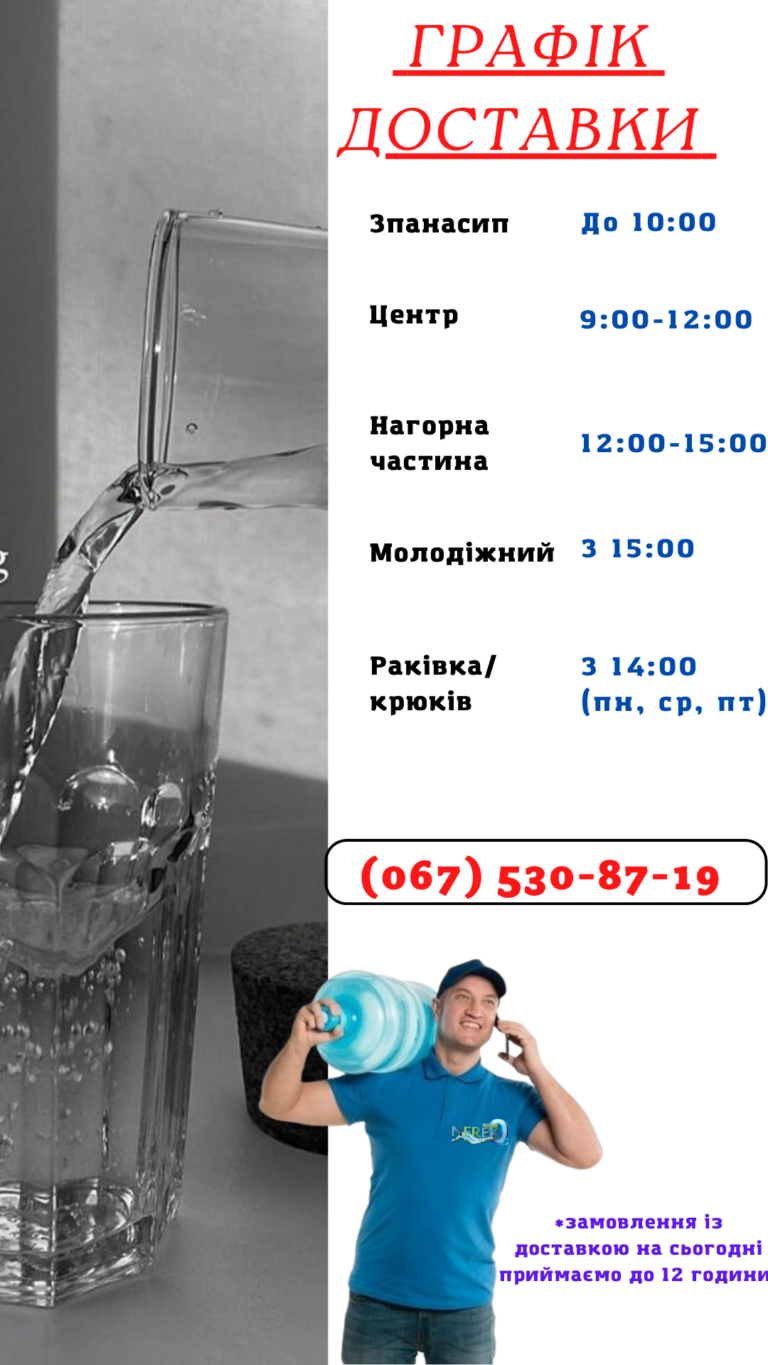 ГРАФІК
ДОСТАВКИ
Зпанасип
До 10:00
Центр
9:00-12:00
Нагорна
частина
12:00-15:00
Молодіжний
З 15:00
g
Раківка/
крюків
З 14:00
(пн, ср, пт)
(067) 530-87-19
*замовлення із
доставкою на сьогодні
приймаємо до 12 години